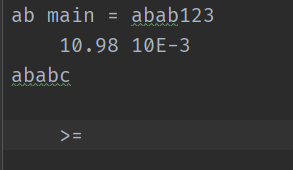 ab main = abab123
    10.98 10E-3
ababc
    >=